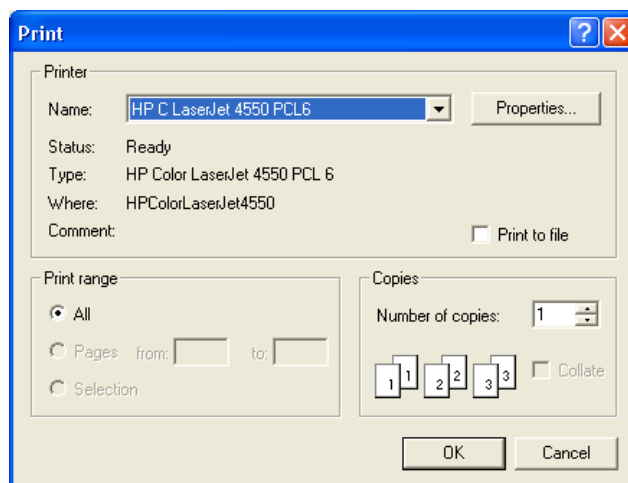 Print
Printer
Name: HP C LaserJet 4550 PCL6 Properties...
Status: Ready
Type: HP Color LaserJet 4550 PCL 6
Where: HPColorLaserJet4550
Comment: Print to file
Print range
All
Pages from: to:
Selection
Copies
Number of copies: 1
1 1 2 2 3 3 Collate
OK Cancel